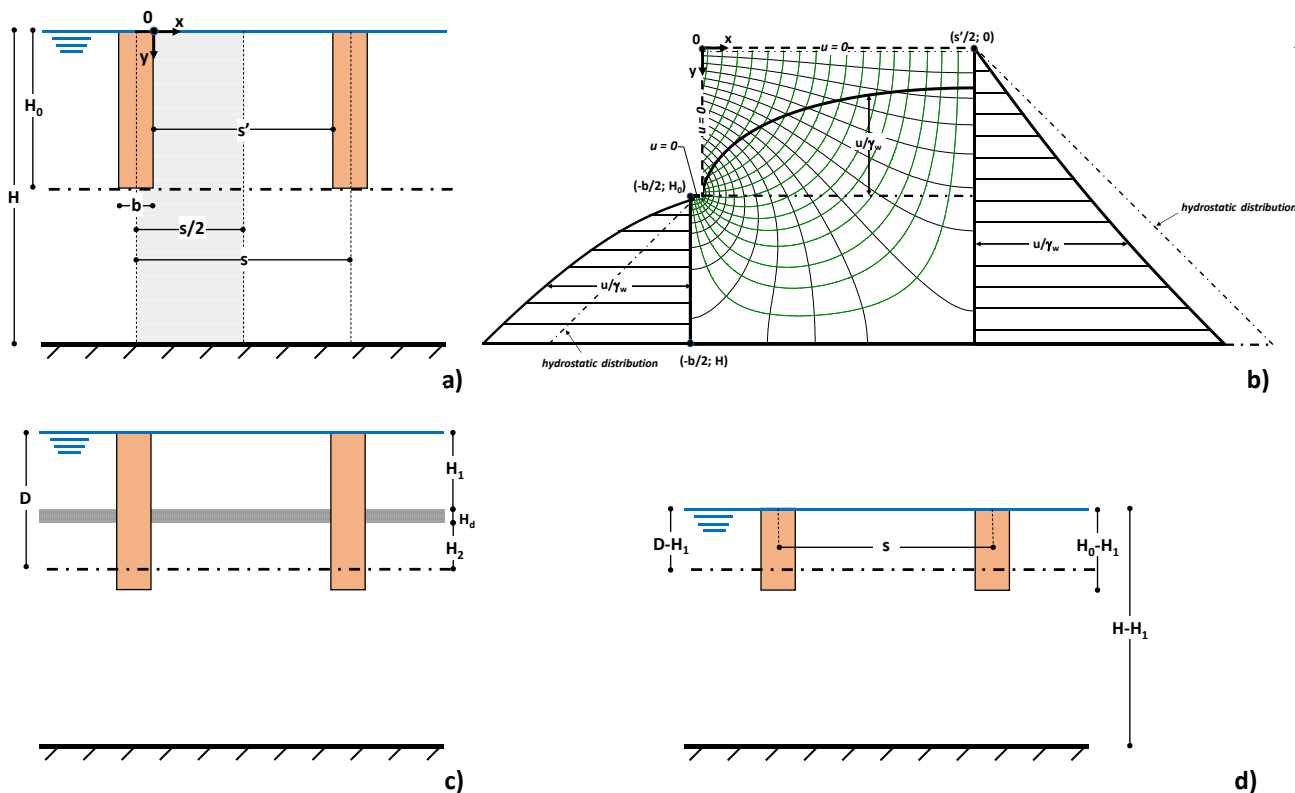 0
x
y
H₀
H
s'
b
s/2
s
a)
0
x
(s'/2; 0)
u = 0
y
u = 0
u = 0
u/γw
(-b/2; H₀)
hydrostatic distribution
u/γw
u/γw
hydrostatic distribution
(-b/2; H)
b)
D
H₁
Hd
H₂
c)
D-H₁
s
H₀-H₁
H-H₁
d)